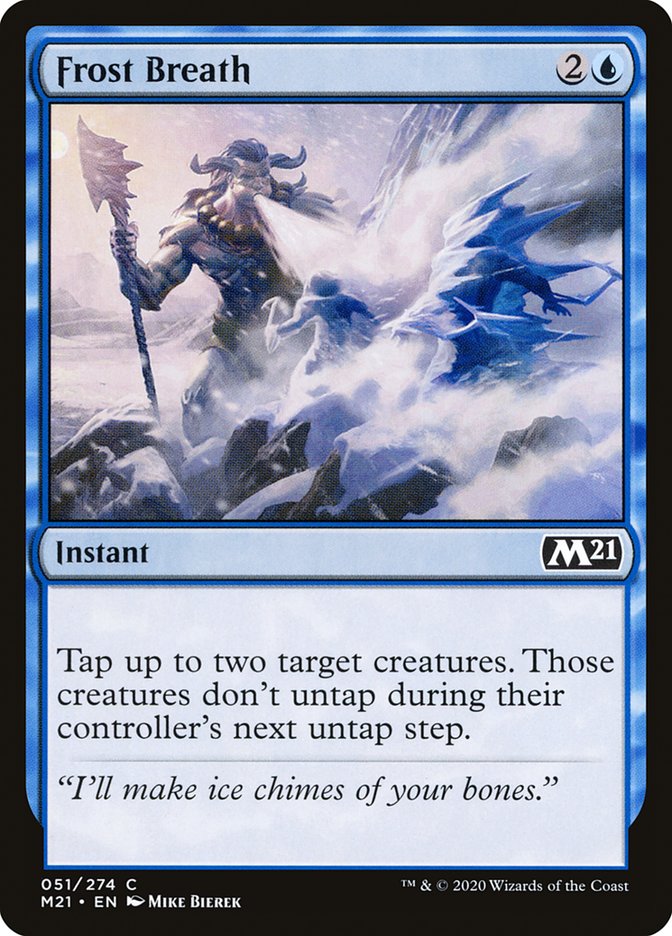 Frost Breath 2
Instant M21
Tap up to two target creatures. Those
creatures don't untap during their
controller's next untap step.
"I'll make ice chimes of your bones."
051/274 C
M21 • EN Mike Bierek
™ & © 2020 Wizards of the Coast